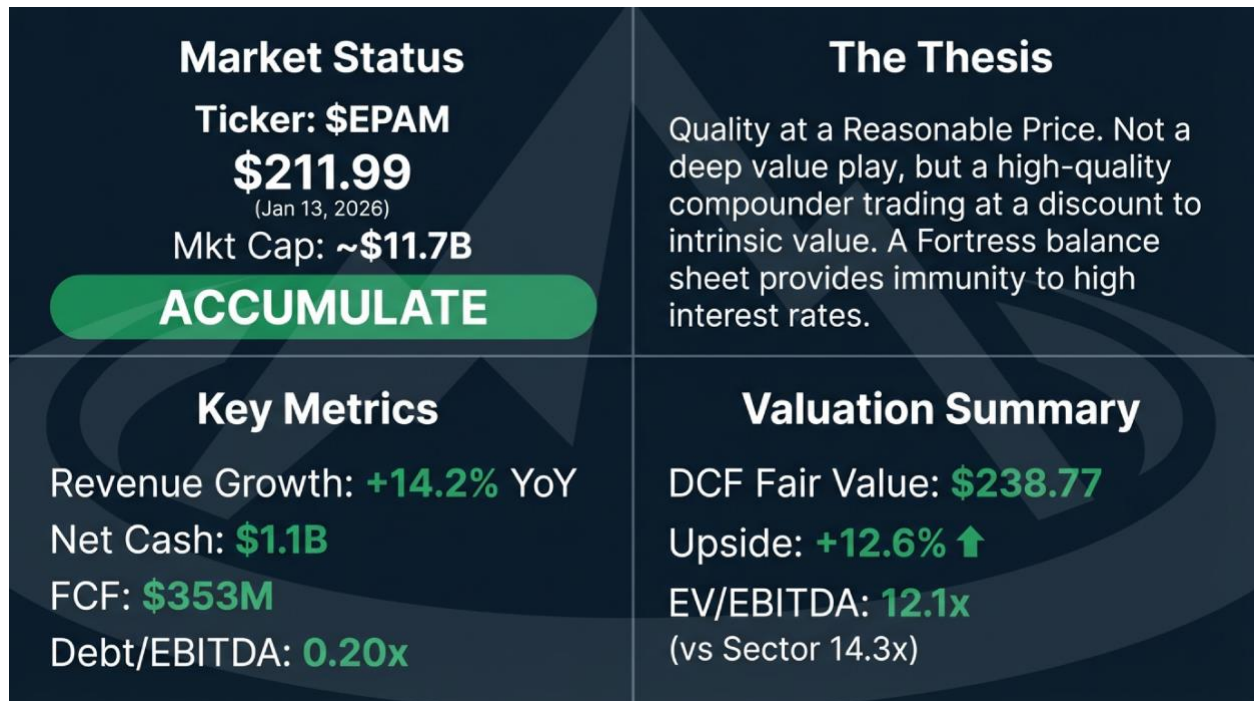 Market Status
Ticker: $EPAM
$211.99
(Jan 13, 2026)
Mkt Cap: ~$11.7B
ACCUMULATE
The Thesis
Quality at a Reasonable Price. Not a
deep value play, but a high-quality
compounder trading at a discount to
intrinsic value. A Fortress balance
sheet provides immunity to high
interest rates.
Key Metrics
Revenue Growth: +14.2% YoY
Net Cash: $1.1B
FCF: $353M
Debt/EBITDA: 0.20x
Valuation Summary
DCF Fair Value: $238.77
Upside: +12.6% ⬆
EV/EBITDA: 12.1x
(vs Sector 14.3x)